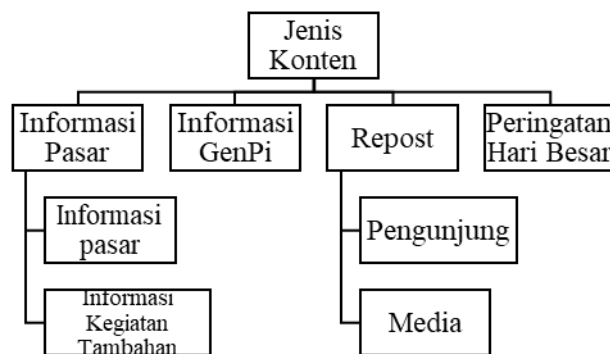 Jenis
Konten
Informasi
Pasar
Informasi
GenPi
Repost
Peringatan
Hari Besar
Informasi
pasar
Informasi
Kegiatan
Tambahan
Pengunjung
Media